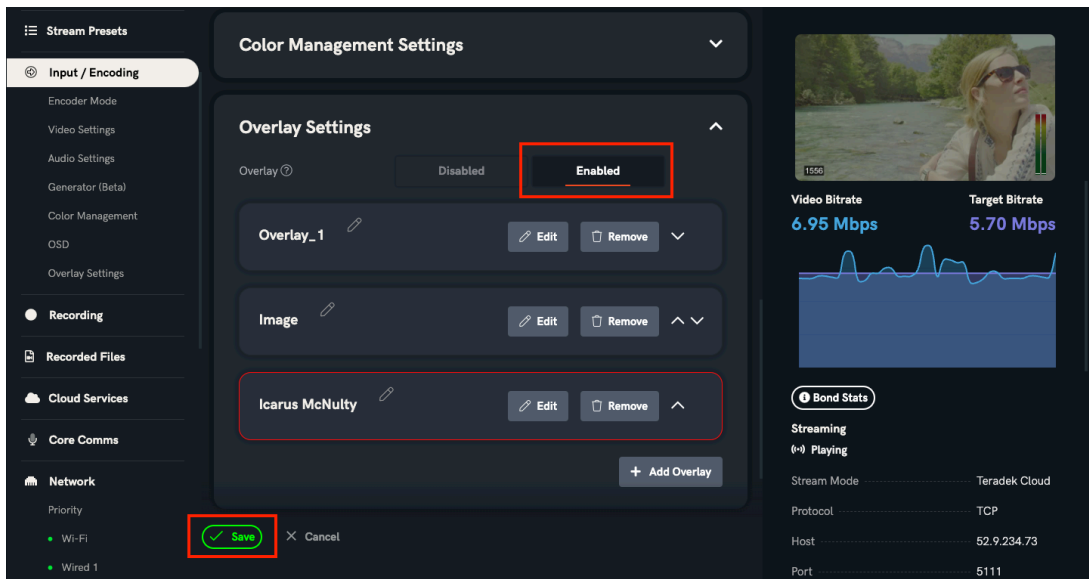 Stream Presets
Input / Encoding
Encoder Mode
Video Settings
Audio Settings
Generator (Beta)
Color Management
OSD
Overlay Settings
Recording
Recorded Files
Cloud Services
Core Comms
Network
Priority
Wi-Fi
Wired 1
Color Management Settings
Overlay Settings
Overlay ?
Disabled
Enabled
Overlay_1
Edit
Remove
Image
Edit
Remove
Icarus McNulty
Edit
Remove
+ Add Overlay
Save
Cancel
1556
Video Bitrate Target Bitrate
6.95 Mbps 5.70 Mbps
Bond Stats
Streaming
Playing
Stream Mode Teradek Cloud
Protocol TCP
Host 52.9.234.73
Port 5111